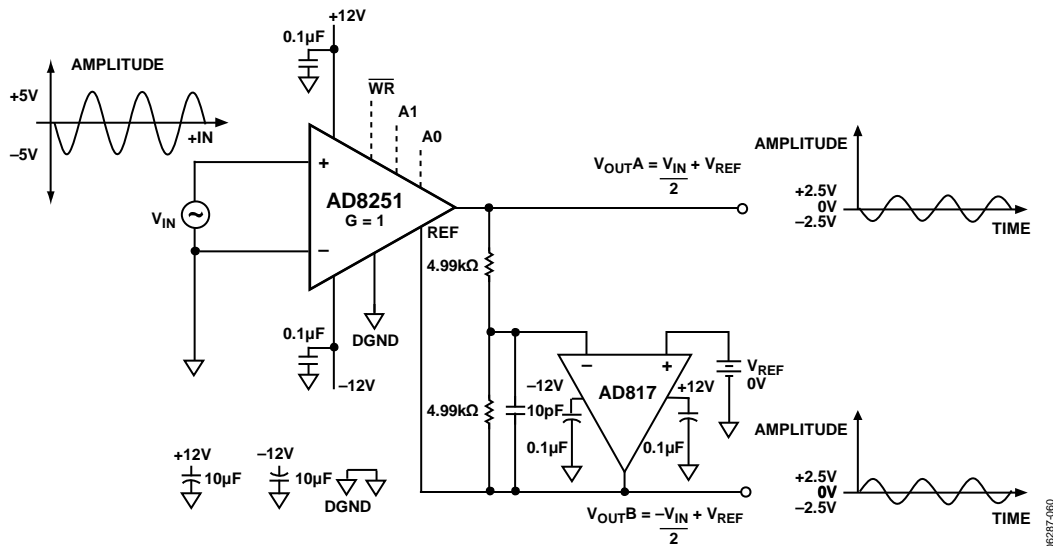 +12V
0.1µF
AMPLITUDE
+5V
–5V
+IN
WR
A1
A0
+
–
AD8251
G = 1
REF
VIN
~
DGND
0.1µF
–12V
VOUTA = VIN + VREF
2
AMPLITUDE
+2.5V
0V
–2.5V
TIME
4.99kΩ
4.99kΩ
–
+
AD817
–12V
10pF
0.1µF
+12V
0.1µF
VREF
0V
+12V
10µF
–12V
10µF
DGND
VOUTB = –VIN + VREF
2
AMPLITUDE
+2.5V
0V
–2.5V
TIME
06287-060